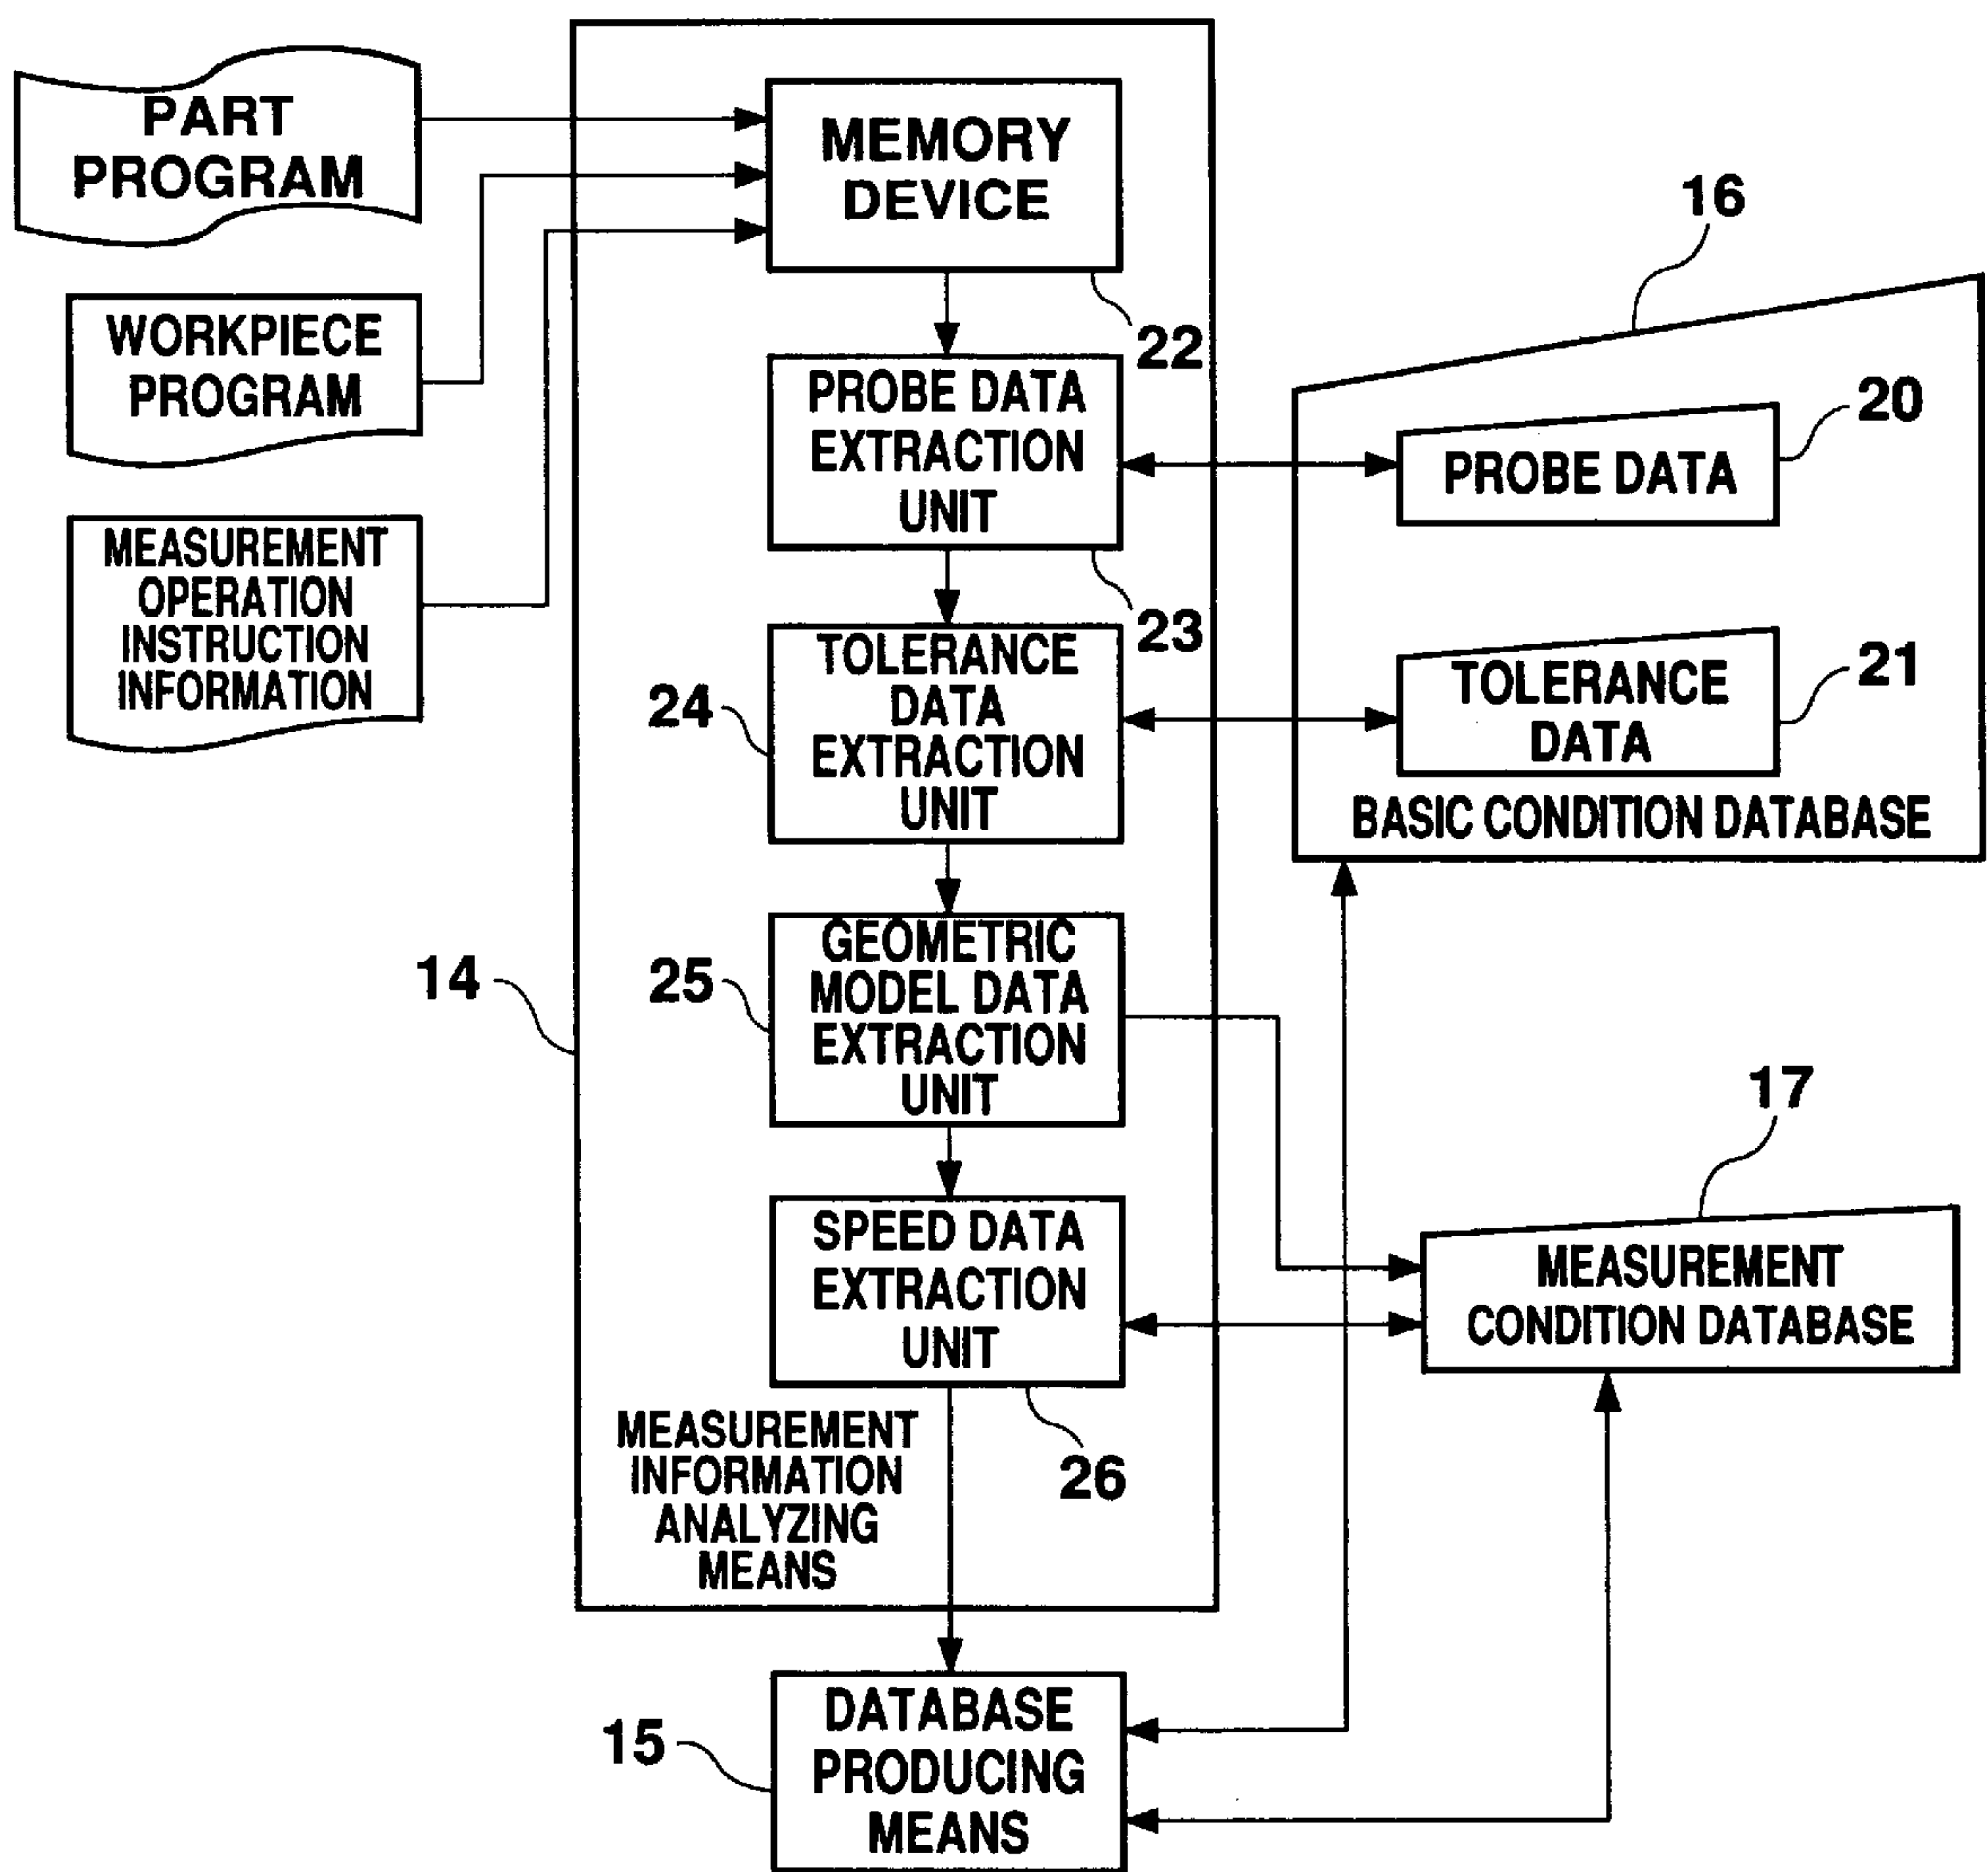 PART
PROGRAM
WORKPIECE
PROGRAM
MEASUREMENT
OPERATION
INSTRUCTION
INFORMATION
MEMORY
DEVICE
22
PROBE DATA
EXTRACTION
UNIT
23
TOLERANCE
DATA
EXTRACTION
UNIT
24
GEOMETRIC
MODEL DATA
EXTRACTION
UNIT
25
14
SPEED DATA
EXTRACTION
UNIT
26
MEASUREMENT
INFORMATION
ANALYZING
MEANS
DATABASE
PRODUCING
MEANS
15
16
PROBE DATA
20
TOLERANCE
DATA
21
BASIC CONDITION DATABASE
17
MEASUREMENT
CONDITION DATABASE